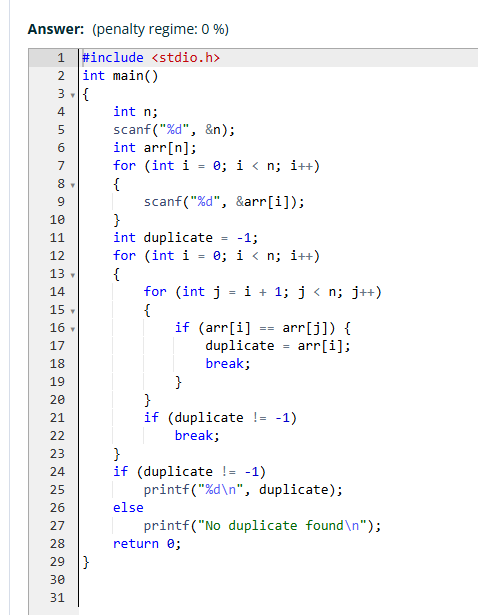 Answer: (penalty regime: 0 %)
1 #include <stdio.h>
2 int main()
3 {
4     int n;
5     scanf("%d", &n);
6     int arr[n];
7     for (int i = 0; i < n; i++)
8     {
9         scanf("%d", &arr[i]);
10     }
11     int duplicate = -1;
12     for (int i = 0; i < n; i++)
13     {
14         for (int j = i + 1; j < n; j++)
15         {
16             if (arr[i] == arr[j]) {
17                 duplicate = arr[i];
18                 break;
19             }
20         }
21         if (duplicate != -1)
22             break;
23     }
24     if (duplicate != -1)
25         printf("%d\n", duplicate);
26     else
27         printf("No duplicate found\n");
28     return 0;
29 }
30
31